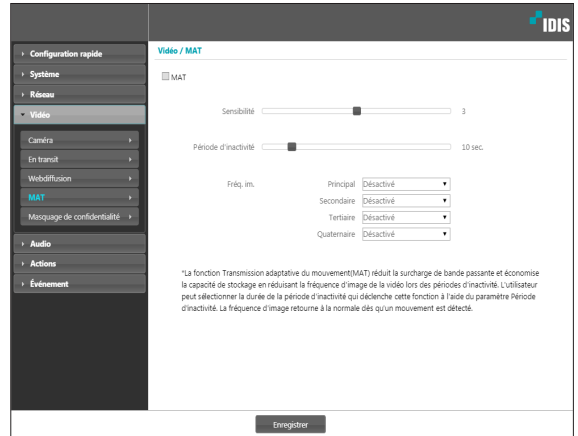 IDIS
Configuration rapide
Système
Réseau
Vidéo
Caméra
En transit
Webdiffusion
MAT
Masquage de confidentialité
Audio
Actions
Événement
Vidéo / MAT
MAT
Sensibilité 3
Période d'inactivité 10 sec.
Fréq. im. Principal Désactivé
Secondaire Désactivé
Tertiaire Désactivé
Quaternaire Désactivé
*La fonction Transmission adaptative du mouvement(MAT) réduit la surcharge de bande passante et économise
la capacité de stockage en réduisant la fréquence d'image de la vidéo lors des périodes d'inactivité. L'utilisateur
peut sélectionner la durée de la période d'inactivité qui déclenche cette fonction à l'aide du paramètre Période
d'inactivité. La fréquence d'image retourne à la normale dès qu'un mouvement est détecté.
Enregistrer